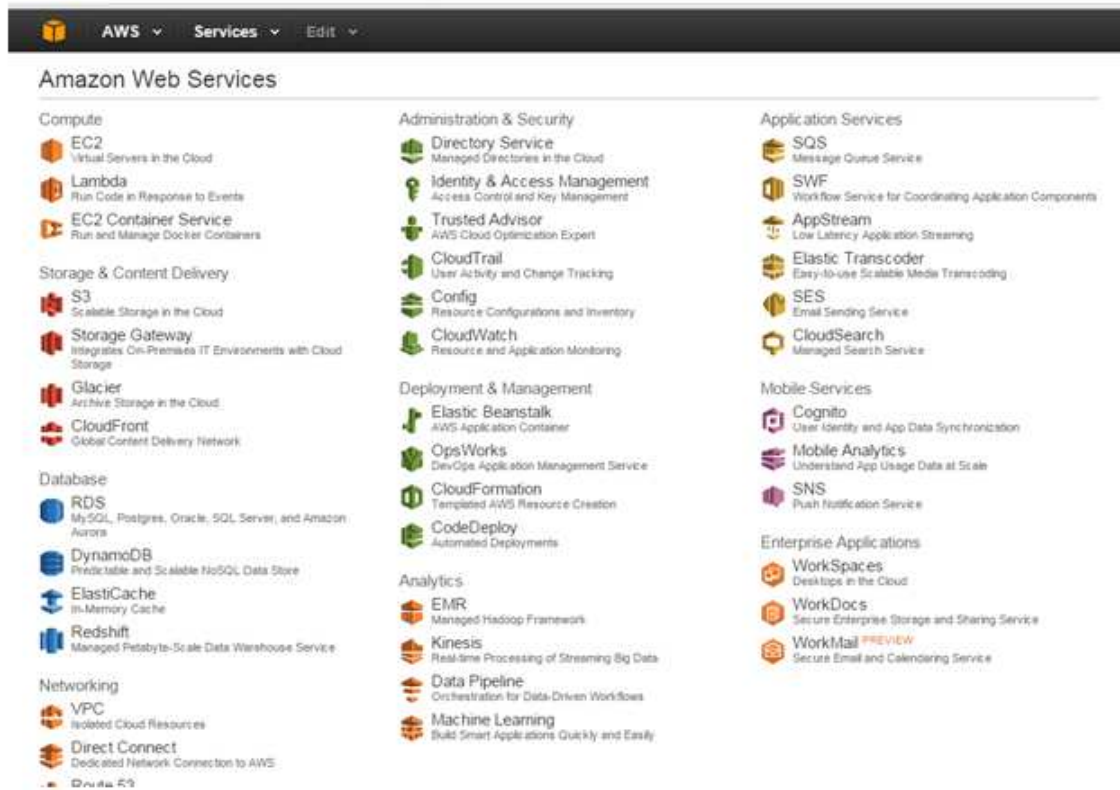 AWS Services Edit
Amazon Web Services
Compute
EC2
Virtual Servers in the Cloud
Lambda
Run Code in Response to Events
EC2 Container Service
Run and Manage Docker Containers
Storage & Content Delivery
S3
Scalable Storage in the Cloud
Storage Gateway
Integrates On-Premises IT Environments with Cloud
Storage
Glacier
Archive Storage in the Cloud
CloudFront
Global Content Delivery Network
Database
RDS
MySQL, Postgres, Oracle, SQL Server, and Amazon
Aurora
DynamoDB
Predictable and Scalable NoSQL Data Store
ElastiCache
In-Memory Cache
Redshift
Managed Petabyte-Scale Data Warehouse Service
Networking
VPC
Isolated Cloud Resources
Direct Connect
Dedicated Network Connection to AWS
Route 53
Administration & Security
Directory Service
Managed Directories in the Cloud
Identity & Access Management
Access Control and Key Management
Trusted Advisor
AWS Cloud Optimization Expert
CloudTrail
User Activity and Change Tracking
Config
Resource Configurations and Inventory
CloudWatch
Resource and Application Monitoring
Deployment & Management
Elastic Beanstalk
AWS Application Container
OpsWorks
DevOps Application Management Service
CloudFormation
Templated AWS Resource Creation
CodeDeploy
Automated Deployments
Analytics
EMR
Managed Hadoop Framework
Kinesis
Real-time Processing of Streaming Big Data
Data Pipeline
Orchestration for Data-Driven Workflows
Machine Learning
Build Smart Applications Quickly and Easily
Application Services
SQS
Message Queue Service
SWF
Workflow Service for Coordinating Application Components
AppStream
Low Latency Application Streaming
Elastic Transcoder
Easy-to-use Scalable Media Transcoding
SES
Email Sending Service
CloudSearch
Managed Search Service
Mobile Services
Cognito
User Identity and App Data Synchronization
Mobile Analytics
Understand App Usage Data at Scale
SNS
Push Notification Service
Enterprise Applications
WorkSpaces
Desktops in the Cloud
WorkDocs
Secure Enterprise Storage and Sharing Service
WorkMail PREVIEW
Secure Email and Calendaring Service